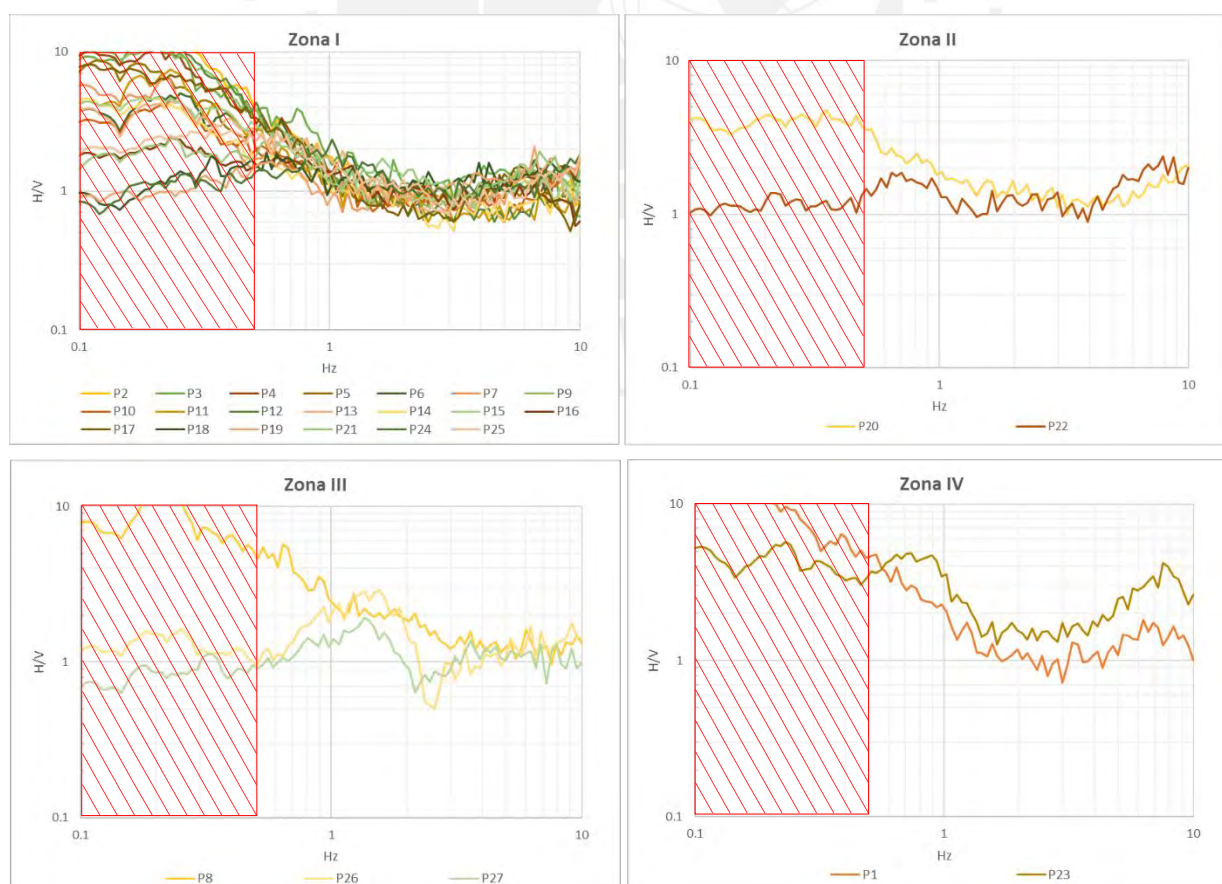 Zona I
10
1
0.1
H/V
0.1 1 10
Hz
P2 P3 P4 P5 P6 P7 P9
P10 P11 P12 P13 P14 P15 P16
P17 P18 P19 P21 P24 P25
Zona II
10
1
0.1
H/V
0.1 1 10
Hz
P20 P22
Zona III
10
1
0.1
H/V
0.1 1 10
Hz
P8 P26 P27
Zona IV
10
1
0.1
H/V
0.1 1 10
Hz
P1 P23